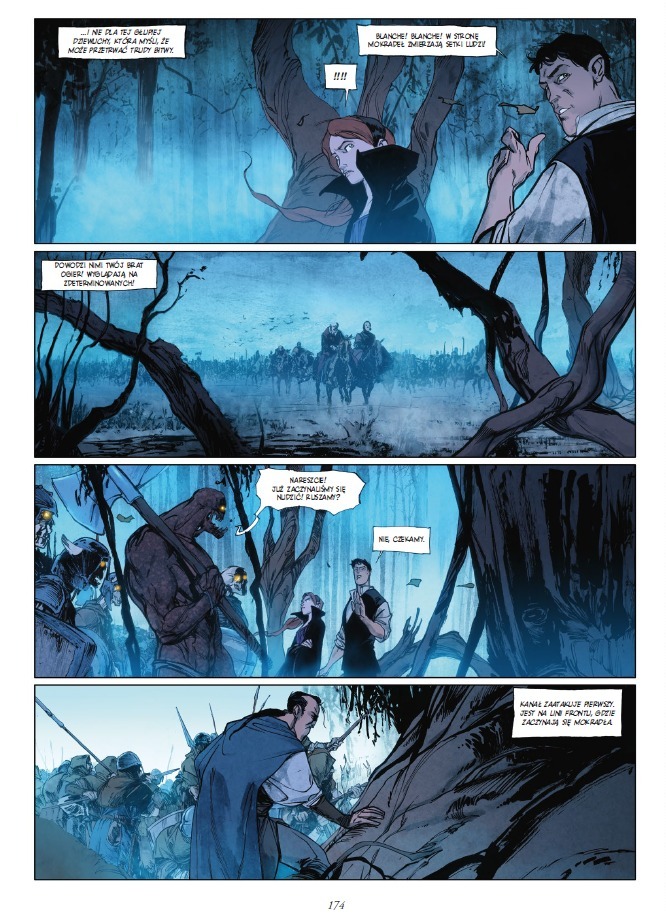 ...I NIE DLA TEJ GŁUPIEJ
DZIEWUCHY, KTÓRA MYŚLI, ŻE
MOŻE PRZETRWAĆ TRUDY BITWY.
BLANCHE! BLANCHE! W STRONĘ
MOKRADEŁ ZMIERZAJĄ SETKI LUDZI!
!!!!
DOWODZI NIMI TWÓJ BRAT
OGIER! WYGLĄDAJĄ NA
ZDETERMINOWANYCH!
NARESZCIE!
JUŻ ZACZYNALIŚMY SIĘ
NUDZIĆ! RUSZAMY?
NIE, CZEKAMY.
KANAŁ ZAATAKUJE PIERWSZY.
JEST NA LINII FRONTU, GDZIE
ZACZYNAJĄ SIĘ MOKRADŁA.
174